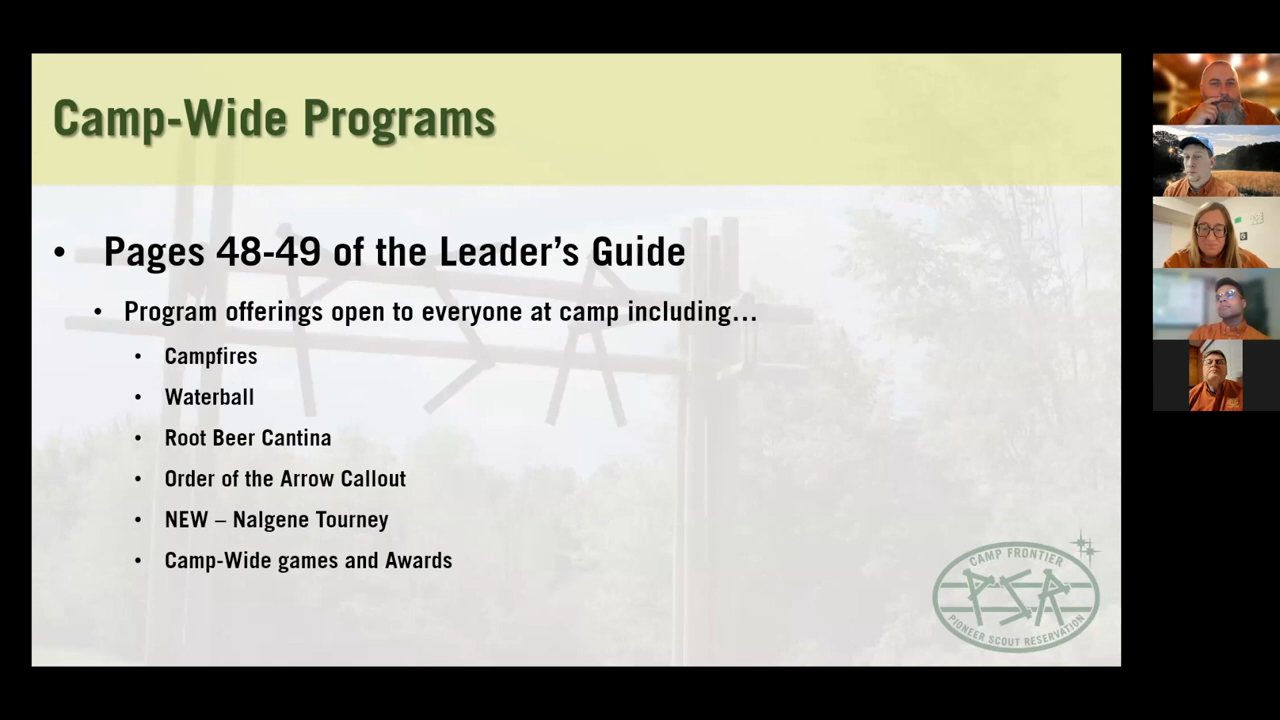 Camp-Wide Programs
• Pages 48-49 of the Leader’s Guide
• Program offerings open to everyone at camp including…
• Campfires
• Waterball
• Root Beer Cantina
• Order of the Arrow Callout
• NEW – Nalgene Tourney
• Camp-Wide games and Awards
CAMP FRONTIER
PSR
PIONEER SCOUT RESERVATION